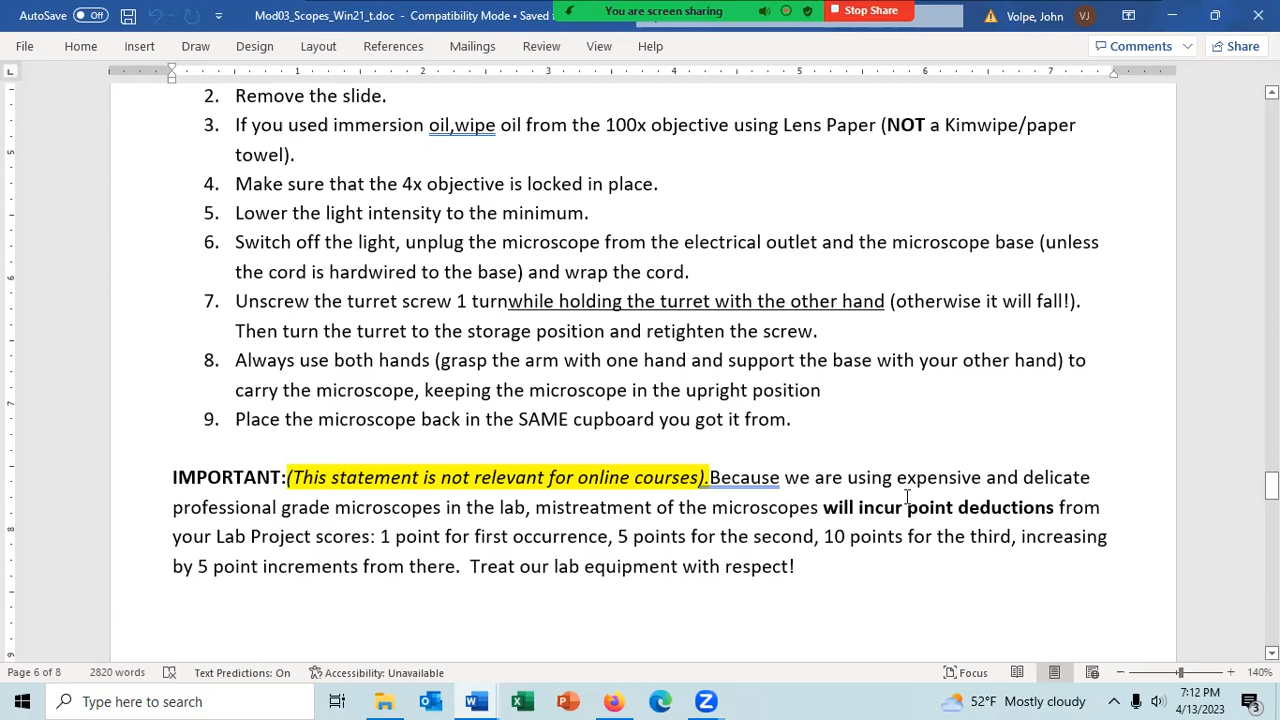 AutoSave Off Mod03_Scopes_Win21_f.doc - Compatibility Mode • Saved You are screen sharing Stop Share Volpe, John VJ
File Home Insert Draw Design Layout References Mailings Review View Help Comments Share
1 2 3 4 5 6 7
2. Remove the slide.
3. If you used immersion oil,wipe oil from the 100x objective using Lens Paper (NOT a Kimwipe/paper
towel).
4. Make sure that the 4x objective is locked in place.
5. Lower the light intensity to the minimum.
6. Switch off the light, unplug the microscope from the electrical outlet and the microscope base (unless
the cord is hardwired to the base) and wrap the cord.
7. Unscrew the turret screw 1 turnwhile holding the turret with the other hand (otherwise it will fall!).
Then turn the turret to the storage position and retighten the screw.
8. Always use both hands (grasp the arm with one hand and support the base with your other hand) to
carry the microscope, keeping the microscope in the upright position
9. Place the microscope back in the SAME cupboard you got it from.
IMPORTANT:(This statement is not relevant for online courses).Because we are using expensive and delicate
professional grade microscopes in the lab, mistreatment of the microscopes will incur point deductions from
your Lab Project scores: 1 point for first occurrence, 5 points for the second, 10 points for the third, increasing
by 5 point increments from there. Treat our lab equipment with respect!
Page 6 of 8 2820 words Text Predictions: On Accessibility: Unavailable Focus 140%
Type here to search 52°F Mostly cloudy 7:12 PM
4/13/2023 3